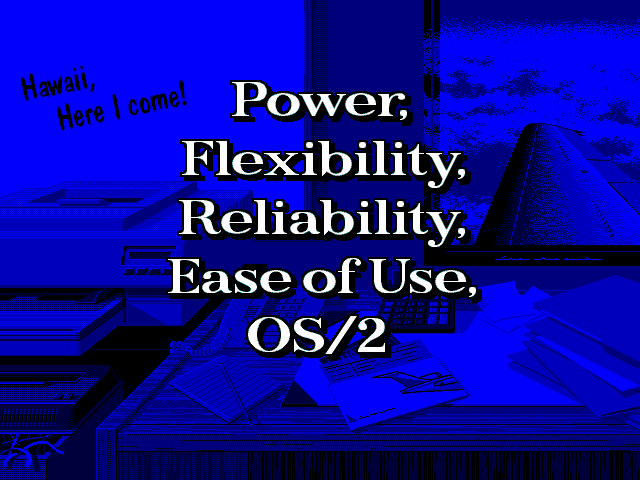 Hawaii,
Here I come!
Power,
Flexibility,
Reliability,
Ease of Use,
OS/2